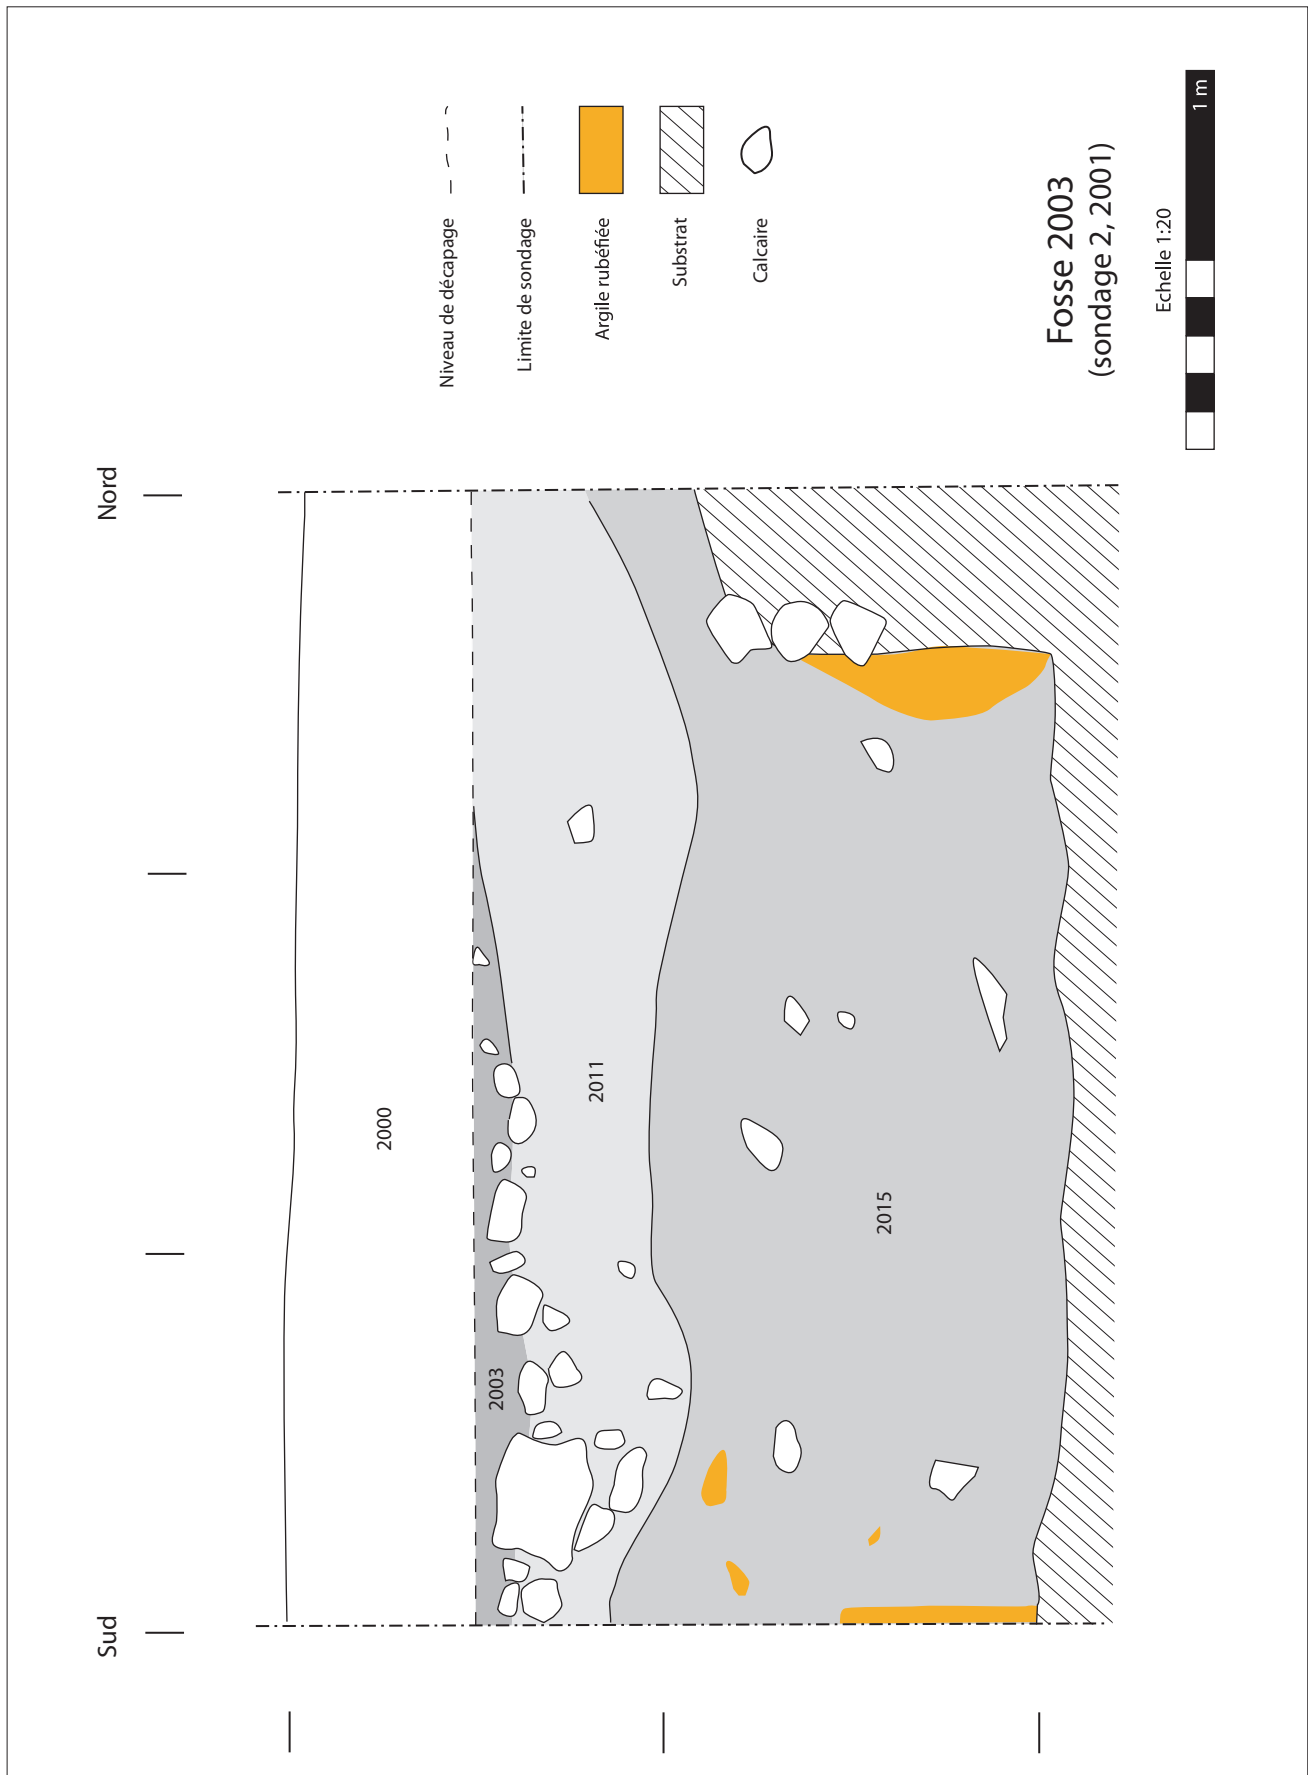 Sud
Nord
2000
2003
2011
2015
Niveau de décapage
Limite de sondage
Argile rubéfiée
Substrat
Calcaire
Fosse 2003
(sondage 2, 2001)
Echelle 1:20
1 m